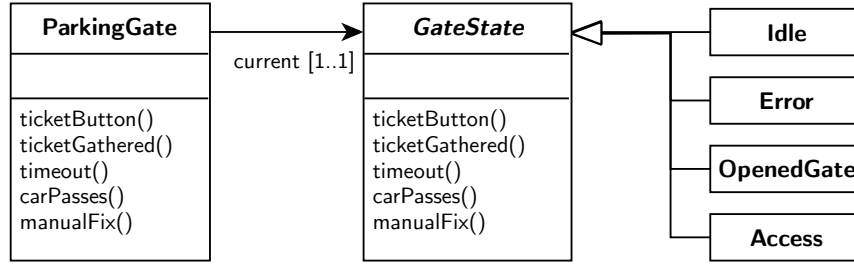 ParkingGate
current [1..1]
ticketButton()
ticketGathered()
timeout()
carPasses()
manualFix()
GateState
ticketButton()
ticketGathered()
timeout()
carPasses()
manualFix()
Idle
Error
OpenedGate
Access